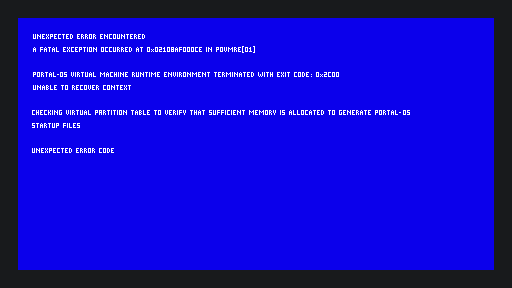 UNEXPECTED ERROR ENCOUNTERED
A FATAL EXCEPTION OCCURRED AT 0x02108AF0D0CE IN POVMRE[01]
PORTAL-OS VIRTUAL MACHINE RUNTIME ENVIRONMENT TERMINATED WITH EXIT CODE: 0x2C00
UNABLE TO RECOVER CONTEXT
CHECKING VIRTUAL PARTITION TABLE TO VERIFY THAT SUFFICIENT MEMORY IS ALLOCATED TO GENERATE PORTAL-OS
STARTUP FILES
UNEXPECTED ERROR CODE